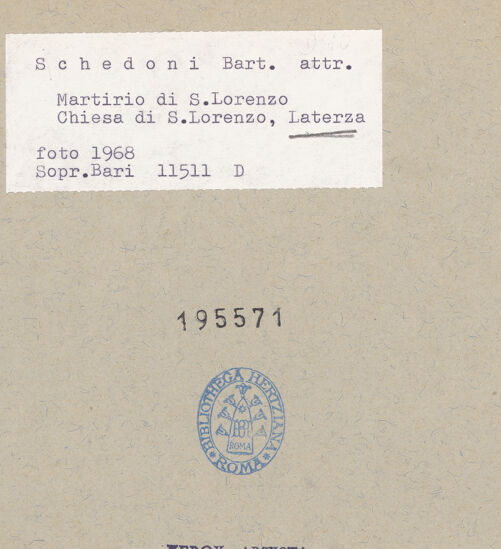 Schedoni Bart. attr.
Martirio di S.Lorenzo
Chiesa di S.Lorenzo, Laterza
foto 1968
Sopr.Bari 11511 D
195571
BIBLIOTHECA HERTZIANA
ROMA
ROMA